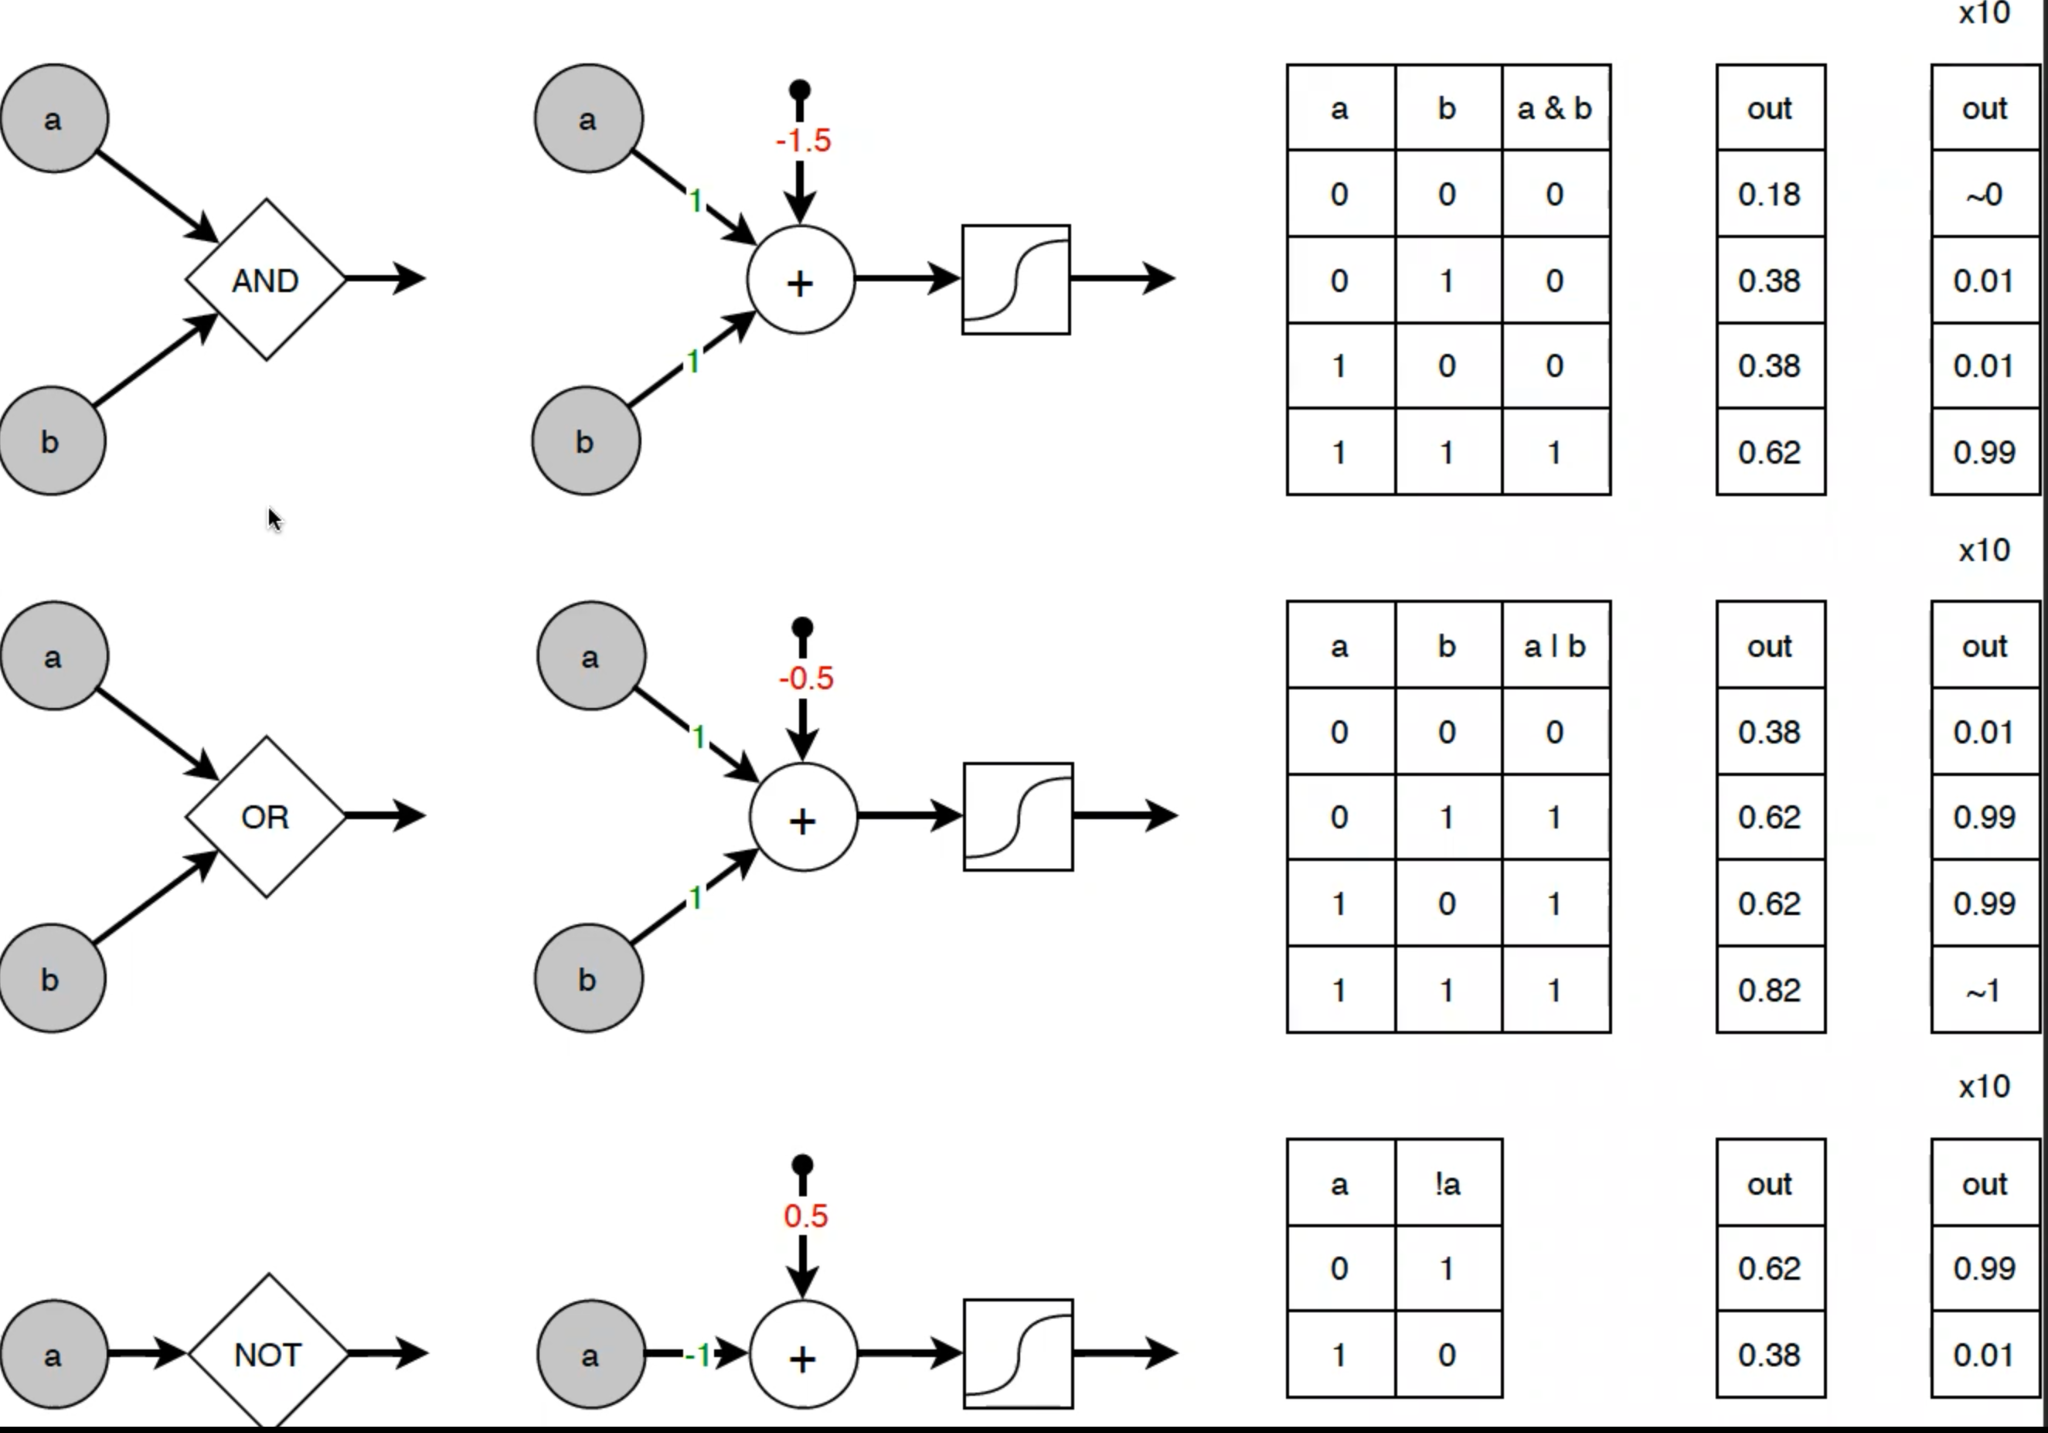 x10
a
a
-1.5
1
AND
+
1
b
b
a b a & b
0 0 0
0 1 0
1 0 0
1 1 1
out
0.18
0.38
0.38
0.62
out
~0
0.01
0.01
0.99
x10
a
a
-0.5
1
OR
+
1
b
b
a b a | b
0 0 0
0 1 1
1 0 1
1 1 1
out
0.38
0.62
0.62
0.82
out
0.01
0.99
0.99
~1
x10
0.5
a
NOT
a
-1
+
a !a
0 1
1 0
out
0.62
0.38
out
0.99
0.01